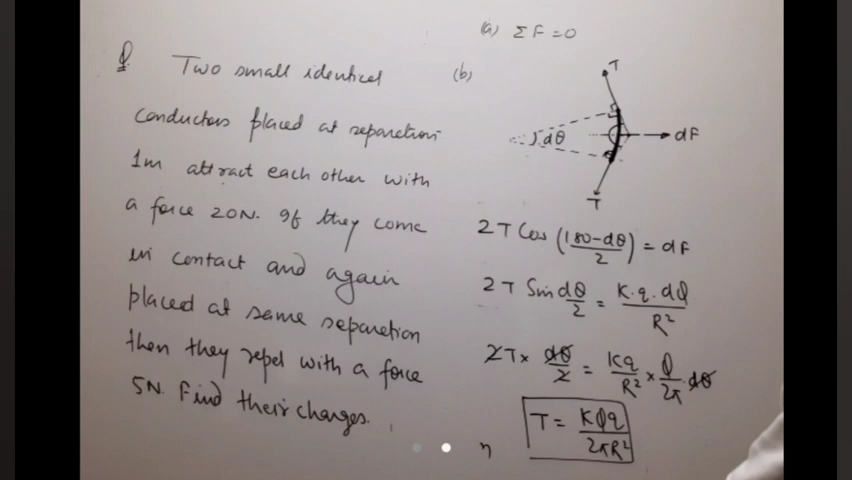 Q. Two small identical
conductors placed at separetion
1m attract each other with
a force 20N. If they come
in contact and again
placed at same separetion
then they repel with a force
5N. Find their charges.
(a) ΣF = 0
(b)
T
dθ
dF
T
2T Cos (180-dθ / 2) = dF
2T Sin dθ/2 = K.q.dQ / R²
2T × dθ/2 = Kq/R² × Q/2π . dθ
T = KQq / 2πR²